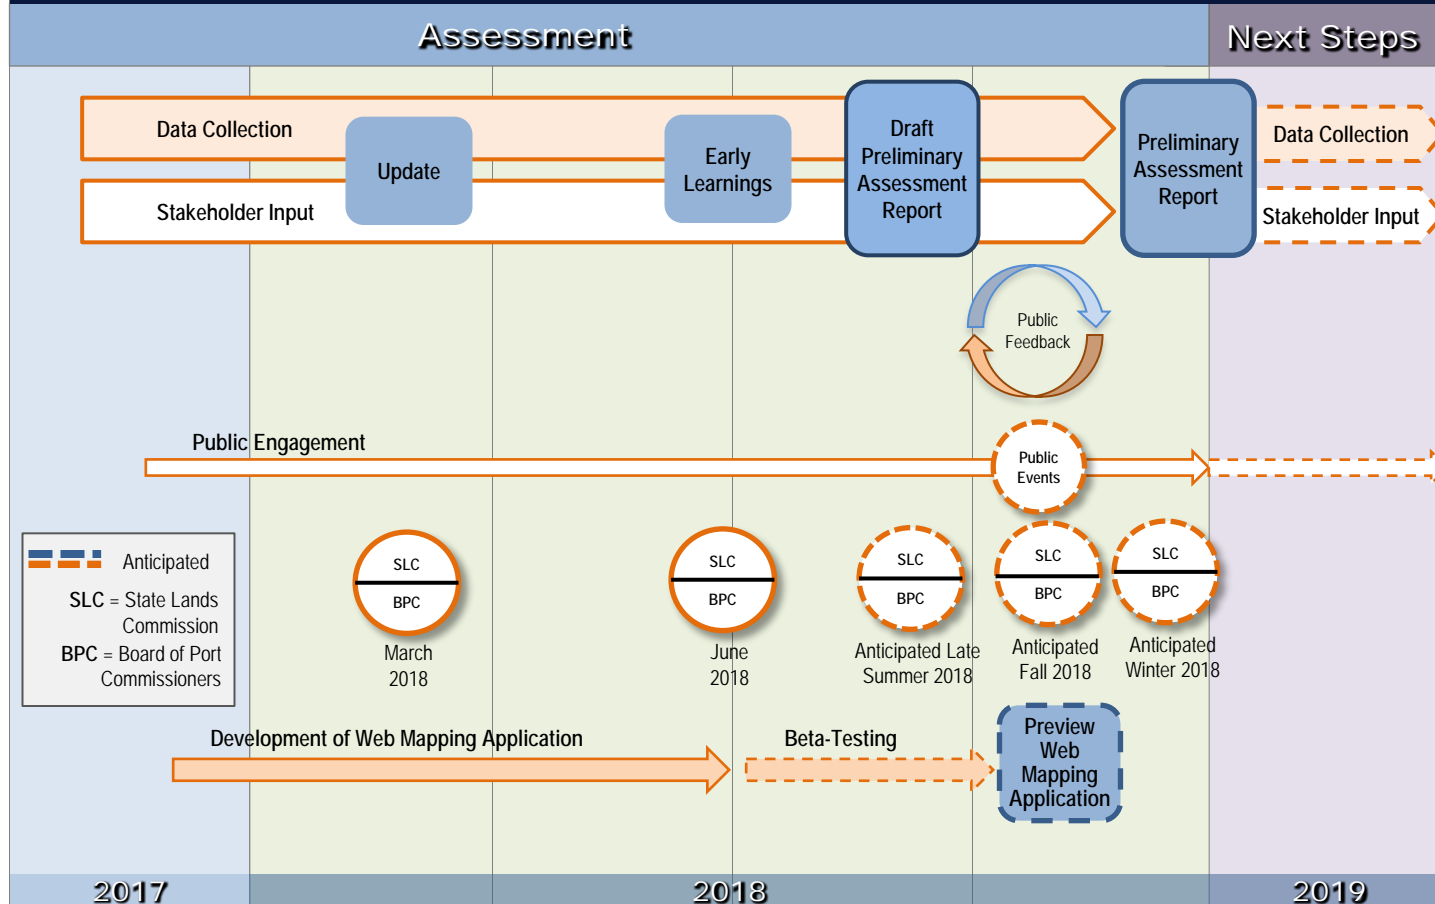 Assessment
Next Steps
Data Collection
Update
Early
Learnings
Draft
Preliminary
Assessment
Report
Preliminary
Assessment
Report
Data Collection
Stakeholder Input
Stakeholder Input
Public
Feedback
Public Engagement
Public
Events
Anticipated
SLC = State Lands
Commission
BPC = Board of Port
Commissioners
SLC
BPC
March
2018
SLC
BPC
June
2018
SLC
BPC
Anticipated Late
Summer 2018
SLC
BPC
Anticipated
Fall 2018
SLC
BPC
Anticipated
Winter 2018
Development of Web Mapping Application
Beta-Testing
Preview
Web
Mapping
Application
2017
2018
2019